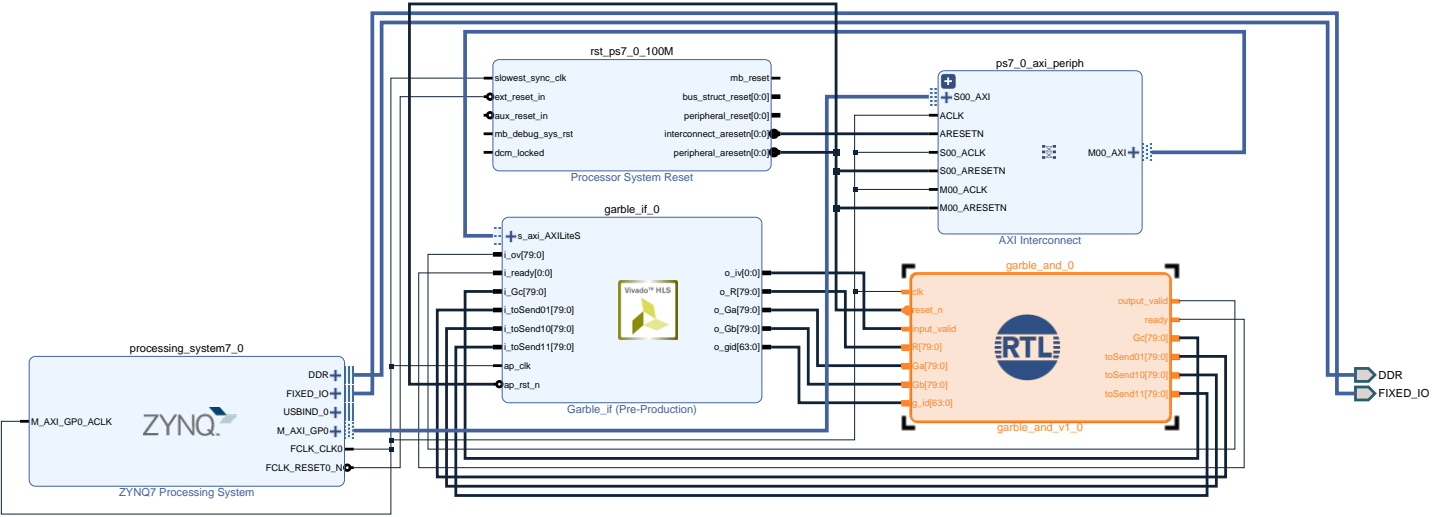 rst_ps7_0_100M
slowest_sync_clk
ext_reset_in
aux_reset_in
mb_debug_sys_rst
dcm_locked
mb_reset
bus_struct_reset[0:0]
peripheral_reset[0:0]
interconnect_aresetn[0:0]
peripheral_aresetn[0:0]
Processor System Reset
ps7_0_axi_periph
S00_AXI
ACLK
ARESETN
S00_ACLK
S00_ARESETN
M00_ACLK
M00_ARESETN
M00_AXI
AXI Interconnect
garble_if_0
s_axi_AXILiteS
i_ov[79:0]
i_ready[0:0]
i_Gc[79:0]
i_toSend01[79:0]
i_toSend10[79:0]
i_toSend11[79:0]
ap_clk
ap_rst_n
Vivado™ HLS
o_iv[0:0]
o_R[79:0]
o_Ga[79:0]
o_Gb[79:0]
o_gid[63:0]
Garble_if (Pre-Production)
garble_and_0
clk
reset_n
input_valid
R[79:0]
Ga[79:0]
Gb[79:0]
g_id[63:0]
RTL
output_valid
ready
Gc[79:0]
toSend01[79:0]
toSend10[79:0]
toSend11[79:0]
garble_and_v1_0
processing_system7_0
M_AXI_GP0_ACLK
ZYNQ
DDR
FIXED_IO
USBIND_0
M_AXI_GP0
FCLK_CLK0
FCLK_RESET0_N
ZYNQ7 Processing System
DDR
FIXED_IO